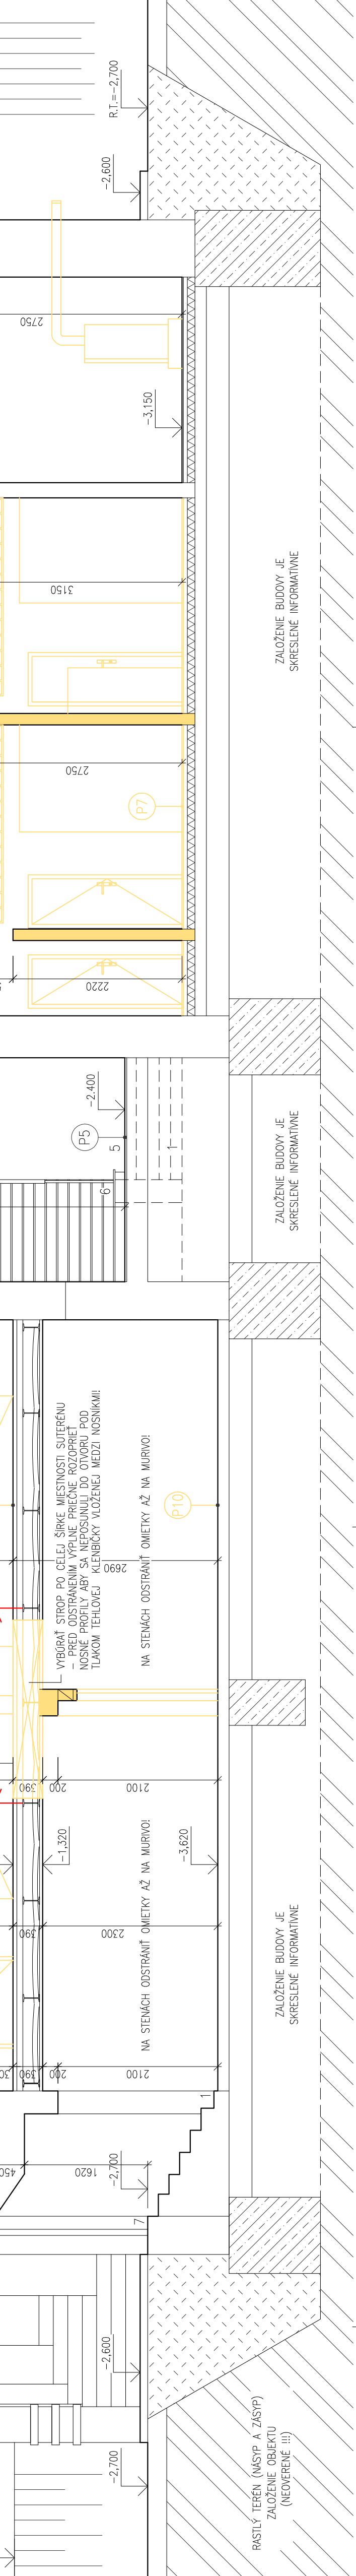 R.T.=-2,700
-2,600
2750
-3,150
3150
2750
P7
2220
ZALOŽENIE BUDOVY JE
SKRESLENÉ INFORMATÍVNE
-2.400
P5
5
6
1
ZALOŽENIE BUDOVY JE
SKRESLENÉ INFORMATÍVNE
VYBÚRAŤ STROP PO CELEJ ŠÍRKE MIESTNOSTI SUTERÉNU
- PRED ODSTRÁNENÍM VÝPLNE PRIEČNE ROZOPRIEŤ
NOSNÉ PROFILY ABY SA NEPOSUNULI DO OTVORU POD
TLAKOM TEHLOVEJ KLENBIČKY VLOŽENEJ MEDZI NOSNÍKMI!
NA STENÁCH ODSTRÁNIŤ OMIETKY AŽ NA MURIVO!
P10
2690
390
200
2100
-1,320
-3,620
390
2300
NA STENÁCH ODSTRÁNIŤ OMIETKY AŽ NA MURIVO!
390
200
2100
ZALOŽENIE BUDOVY JE
SKRESLENÉ INFORMATÍVNE
1
450
1620
-2,700
7
-2,600
-2,700
RASTLÝ TERÉN (NÁSYP A ZÁSYP)
ZALOŽENIE OBJEKTU
(NEOVERENÉ !!!)